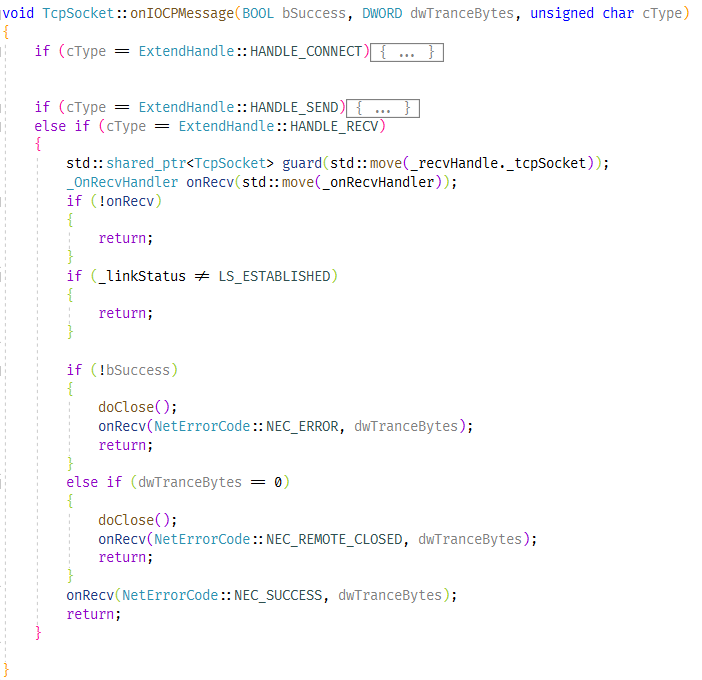 void TcpSocket::onIOCPMessage(BOOL bSuccess, DWORD dwTranceBytes, unsigned char cType)
{
    if (cType == ExtendHandle::HANDLE_CONNECT){ ... }
    if (cType == ExtendHandle::HANDLE_SEND){ ... }
    else if (cType == ExtendHandle::HANDLE_RECV)
    {
        std::shared_ptr<TcpSocket> guard(std::move(_recvHandle._tcpSocket));
        _OnRecvHandler onRecv(std::move(_onRecvHandler));
        if (!onRecv)
        {
            return;
        }
        if (_linkStatus != LS_ESTABLISHED)
        {
            return;
        }
        if (!bSuccess)
        {
            doClose();
            onRecv(NetErrorCode::NEC_ERROR, dwTranceBytes);
            return;
        }
        else if (dwTranceBytes == 0)
        {
            doClose();
            onRecv(NetErrorCode::NEC_REMOTE_CLOSED, dwTranceBytes);
            return;
        }
        onRecv(NetErrorCode::NEC_SUCCESS, dwTranceBytes);
        return;
    }
}